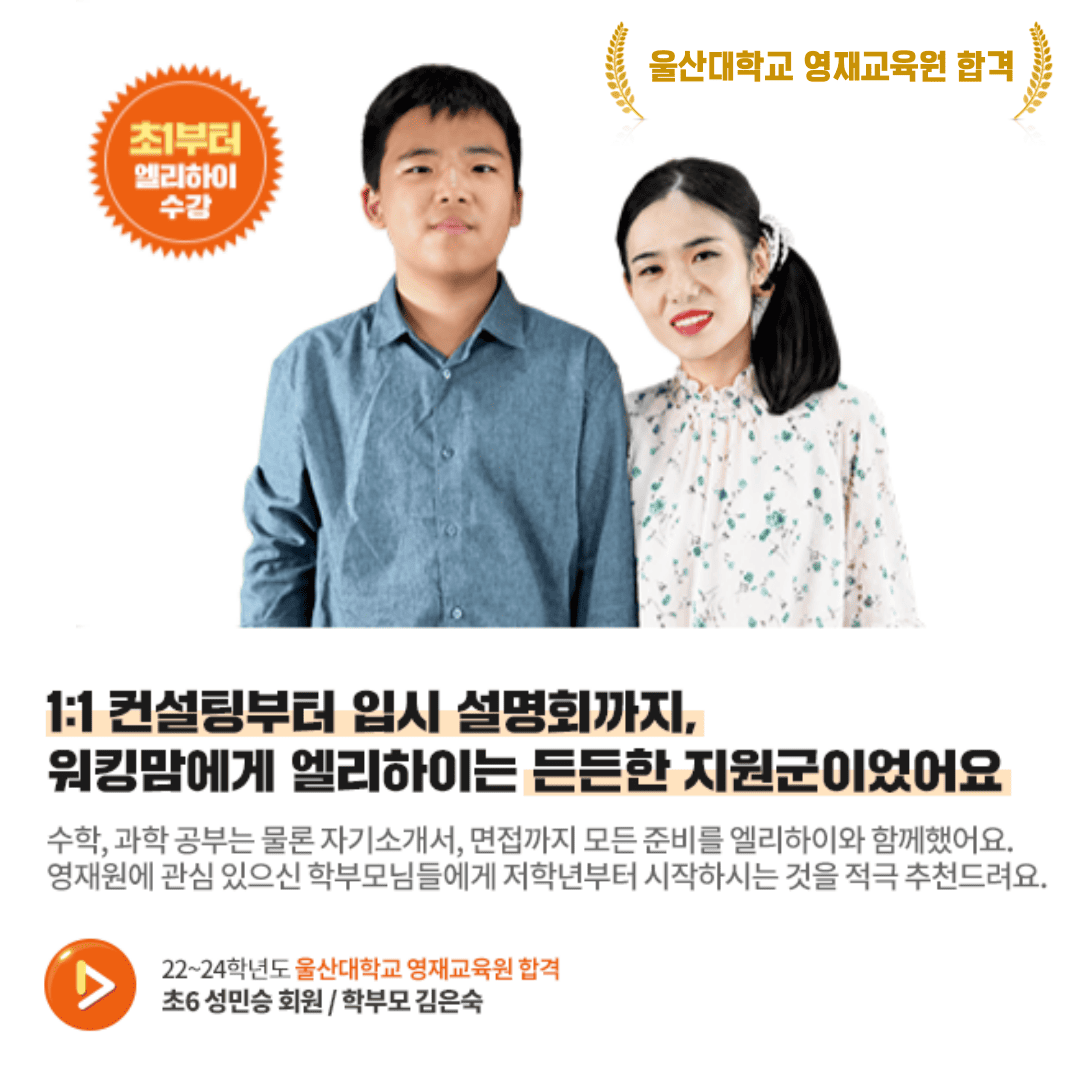 울산대학교 영재교육원 합격
초1부터
엘리하이
수강
1:1 컨설팅부터 입시 설명회까지,
워킹맘에게 엘리하이는 든든한 지원군이었어요
수학, 과학 공부는 물론 자기소개서, 면접까지 모든 준비를 엘리하이와 함께했어요.
영재원에 관심 있으신 학부모님들에게 저학년부터 시작하시는 것을 적극 추천드려요.
22~24학년도 울산대학교 영재교육원 합격
초6 성민승 회원 / 학부모 김은숙